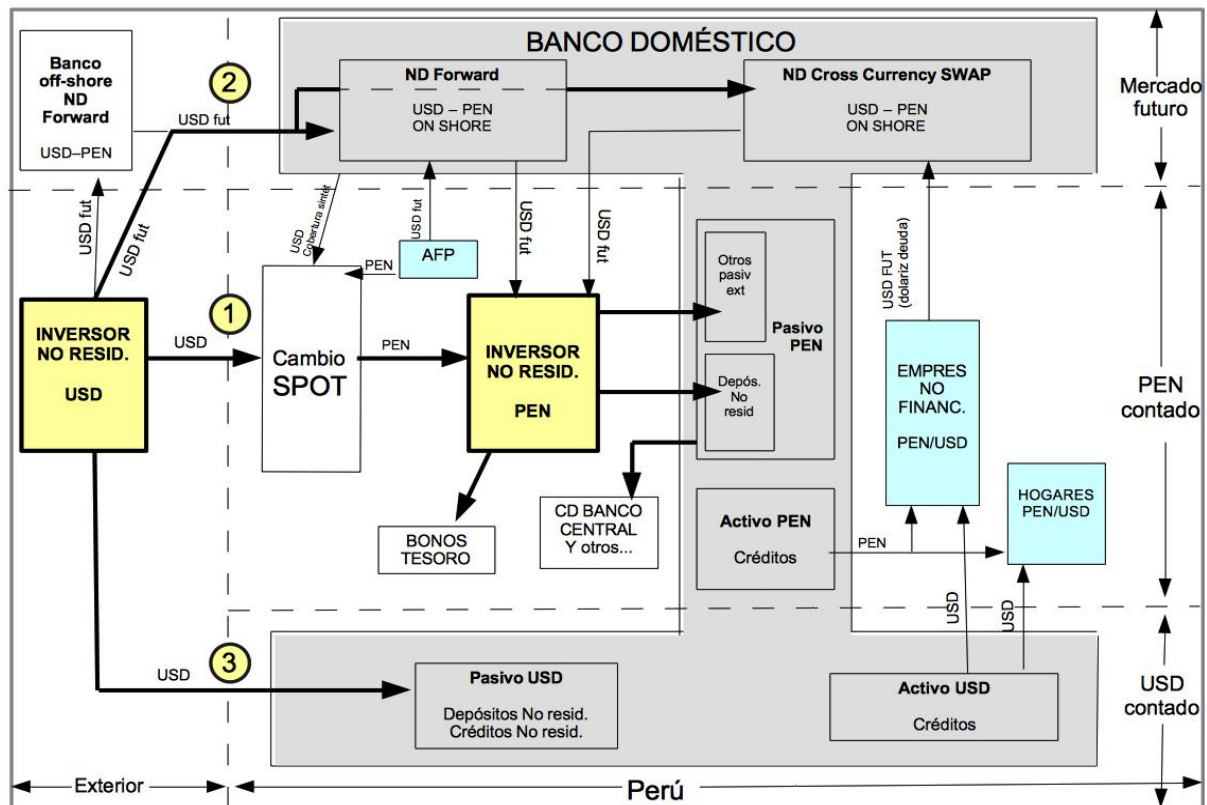 BANCO DOMÉSTICO
Banco
off-shore
ND
Forward
USD–PEN
2
USD fut
ND Forward
USD – PEN
ON SHORE
ND Cross Currency SWAP
USD – PEN
ON SHORE
Mercado
futuro
USD fut
USD fut
USD
Cobertura sintet
USD fut
AFP
PEN
USD fut
USD fut
Otros
pasiv
ext
Pasivo
PEN
Depós.
No
resid
USD FUT
(dolariz deuda)
1
INVERSOR
NO RESID.
USD
USD
Cambio
SPOT
PEN
INVERSOR
NO RESID.
PEN
EMPRES
NO
FINANC.
PEN/USD
PEN
contado
HOGARES
PEN/USD
BONOS
TESORO
CD BANCO
CENTRAL
Y otros...
Activo PEN
Créditos
PEN
USD
USD
3
USD
Pasivo USD
Depósitos No resid.
Créditos No resid.
Activo USD
Créditos
USD
contado
Exterior
Perú